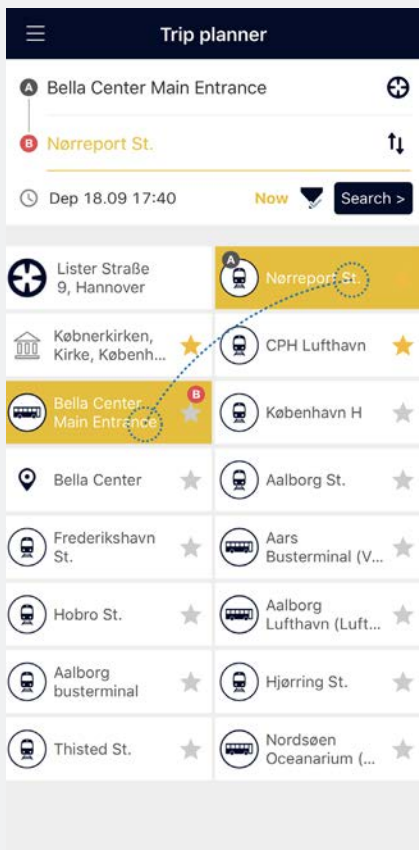 Trip planner
A Bella Center Main Entrance
B Nørreport St.
Dep 18.09 17:40 Now Search >
Lister Straße
9, Hannover
A
Nørreport St.
Købnerkirken,
Kirke, Københ...
CPH Lufthavn
Bella Center
Main Entrance
B
København H
Bella Center
Aalborg St.
Frederikshavn
St.
Aars
Busterminal (V...
Hobro St.
Aalborg
Lufthavn (Luft...
Aalborg
busterminal
Hjørring St.
Thisted St.
Nordsøen
Oceanarium (...